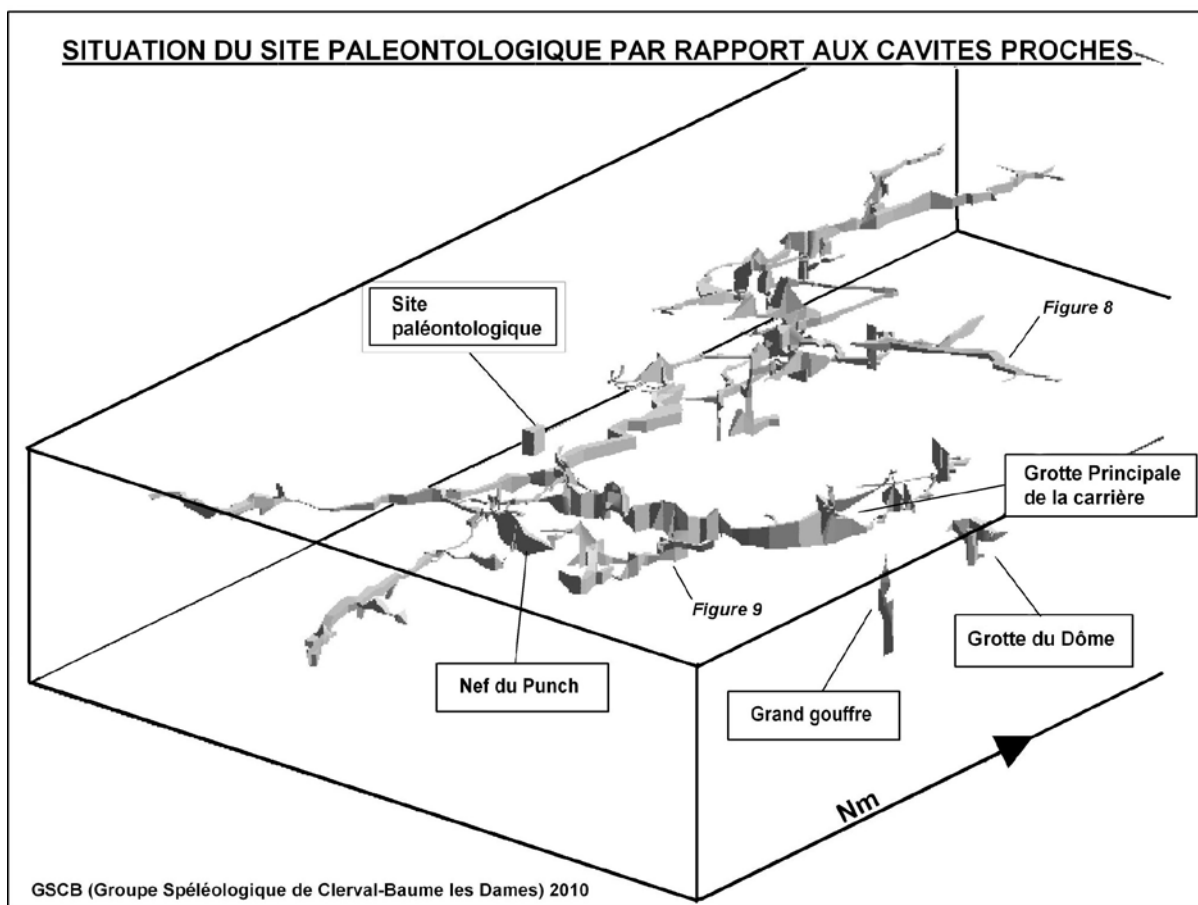 SITUATION DU SITE PALEONTOLOGIQUE PAR RAPPORT AUX CAVITES PROCHES
Site
paléontologique
Figure 8
Grotte Principale
de la carrière
Figure 9
Grotte du Dôme
Nef du Punch
Grand gouffre
Nm
GSCB (Groupe Spéléologique de Clerval-Baume les Dames) 2010